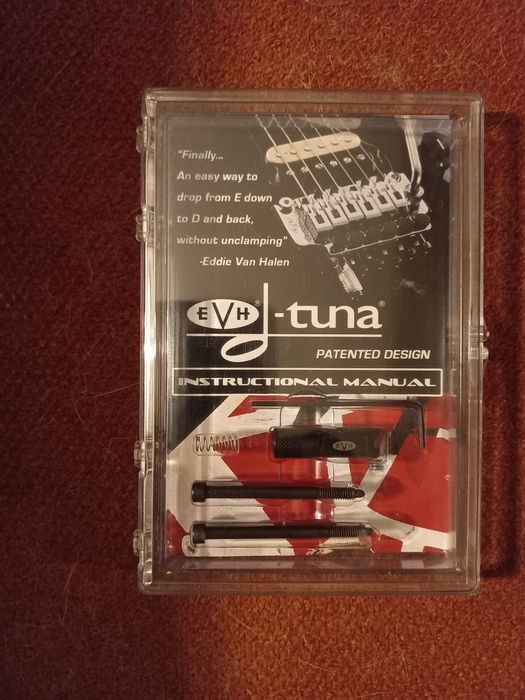 "Finally...
An easy way to
drop from E down
to D and back,
without unclamping"
-Eddie Van Halen
EVH® d-tuna®
PATENTED DESIGN
INSTRUCTIONAL MANUAL
EVH